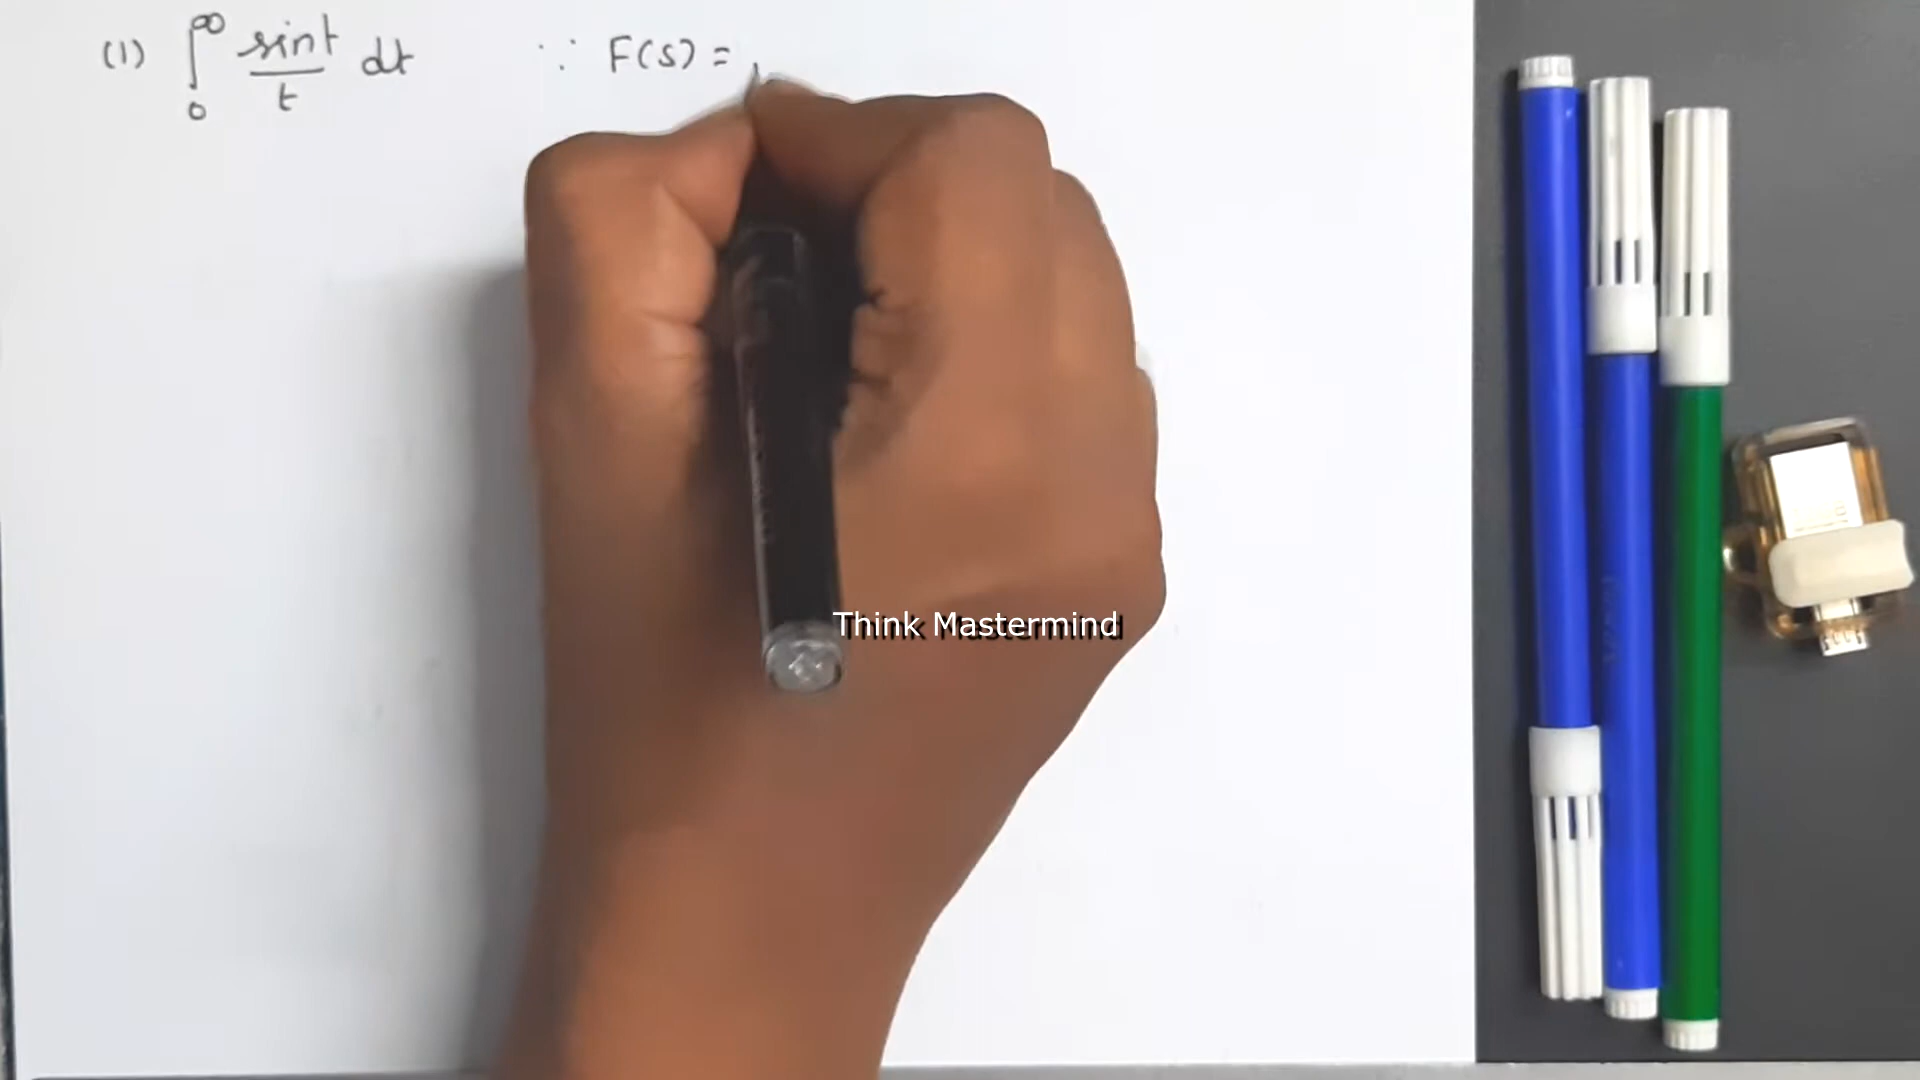 (1) ∫₀^∞ sint/t dt ∵ F(s) =
Think Mastermind